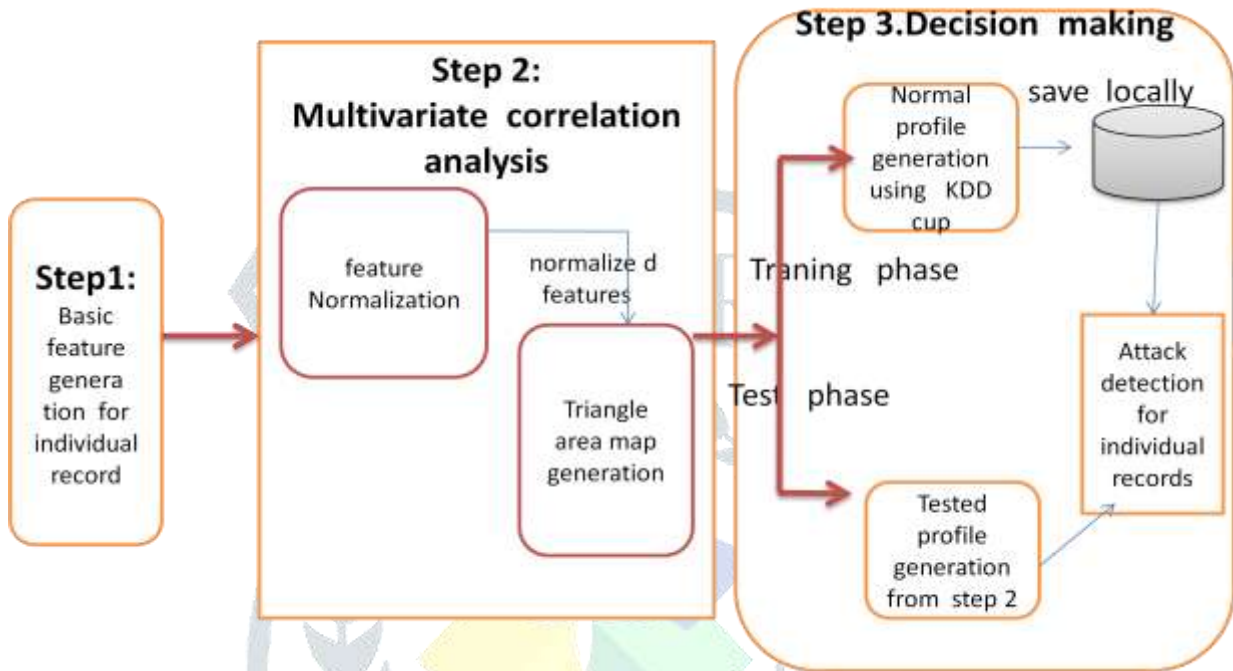 Step1:
Basic
feature
genera
tion for
individual
record
Step 2:
Multivariate correlation
analysis
feature
Normalization
normalize d
features
Triangle
area map
generation
Step 3.Decision making
Normal
profile
generation
using KDD
cup
save locally
Traning phase
Test phase
Tested
profile
generation
from step 2
Attack
detection
for
individual
records